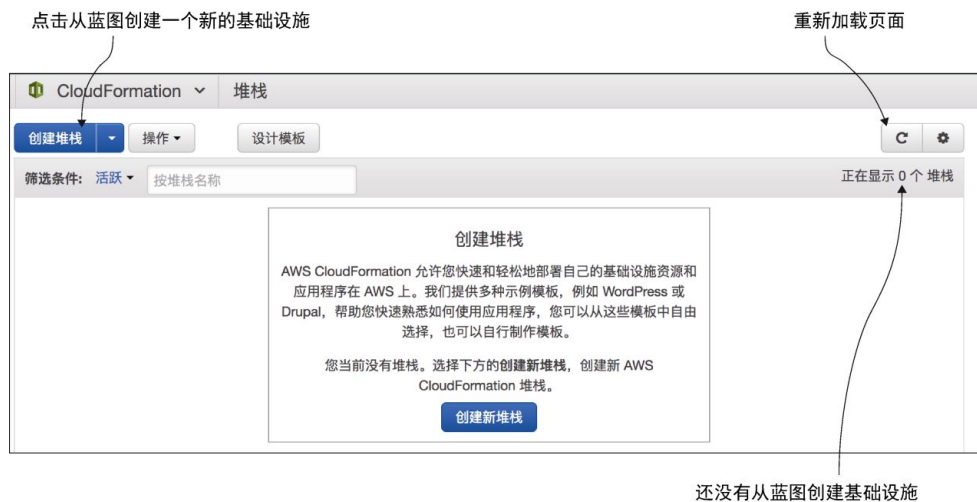 点击从蓝图创建一个新的基础设施
重新加载页面
CloudFormation 堆栈
创建堆栈 操作 设计模板
筛选条件: 活跃 按堆栈名称 正在显示 0 个 堆栈
创建堆栈
AWS CloudFormation 允许您快速和轻松地部署自己的基础设施资源和
应用程序在 AWS 上。我们提供多种示例模板，例如 WordPress 或
Drupal，帮助您快速熟悉如何使用应用程序，您可以从这些模板中自由
选择，也可以自行制作模板。
您当前没有堆栈。选择下方的创建新堆栈，创建新 AWS
CloudFormation 堆栈。
创建新堆栈
还没有从蓝图创建基础设施